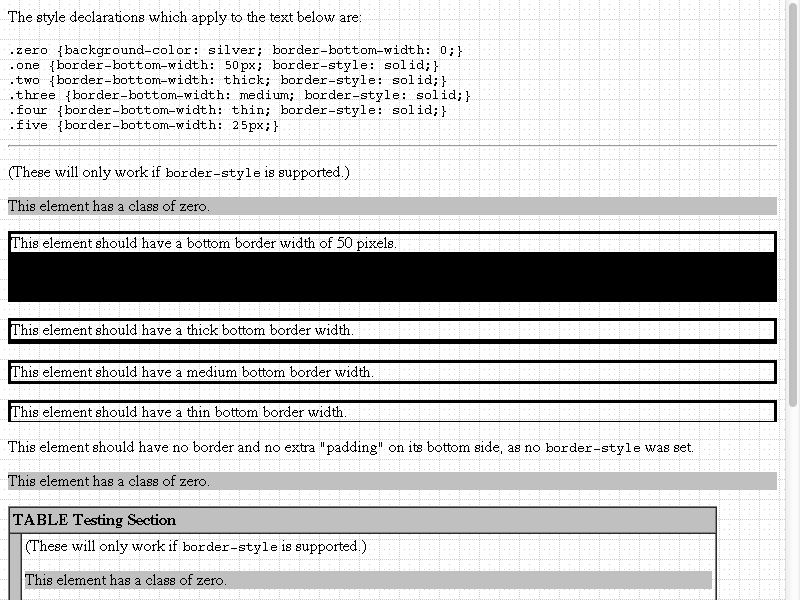 The style declarations which apply to the text below are:
.zero {background-color: silver; border-bottom-width: 0;}
.one {border-bottom-width: 50px; border-style: solid;}
.two {border-bottom-width: thick; border-style: solid;}
.three {border-bottom-width: medium; border-style: solid;}
.four {border-bottom-width: thin; border-style: solid;}
.five {border-bottom-width: 25px;}
(These will only work if border-style is supported.)
This element has a class of zero.
This element should have a bottom border width of 50 pixels.
This element should have a thick bottom border width.
This element should have a medium bottom border width.
This element should have a thin bottom border width.
This element should have no border and no extra "padding" on its bottom side, as no border-style was set.
This element has a class of zero.
TABLE Testing Section
(These will only work if border-style is supported.)
This element has a class of zero.